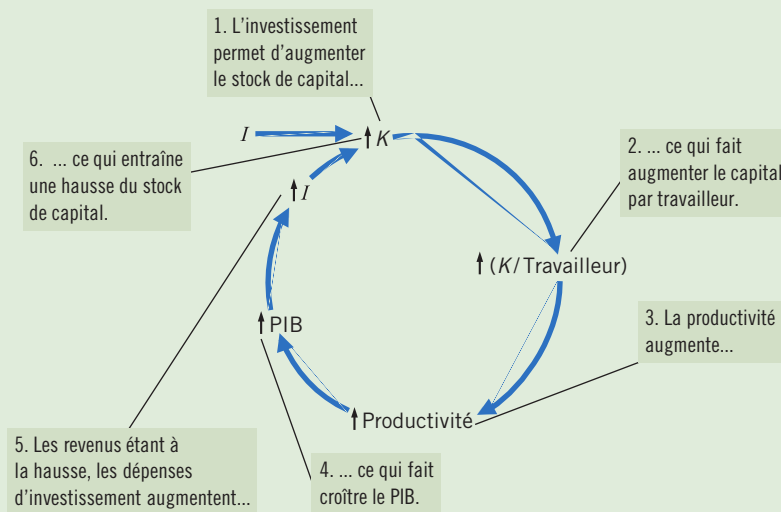 1. L’investissement
permet d’augmenter
le stock de capital...
I
↑ K
6. ... ce qui entraîne
une hausse du stock
de capital.
↑ I
2. ... ce qui fait
augmenter le capital
par travailleur.
↑ (K/Travailleur)
↑ PIB
3. La productivité
augmente...
↑ Productivité
5. Les revenus étant à
la hausse, les dépenses
d’investissement augmentent...
4. ... ce qui fait
croître le PIB.